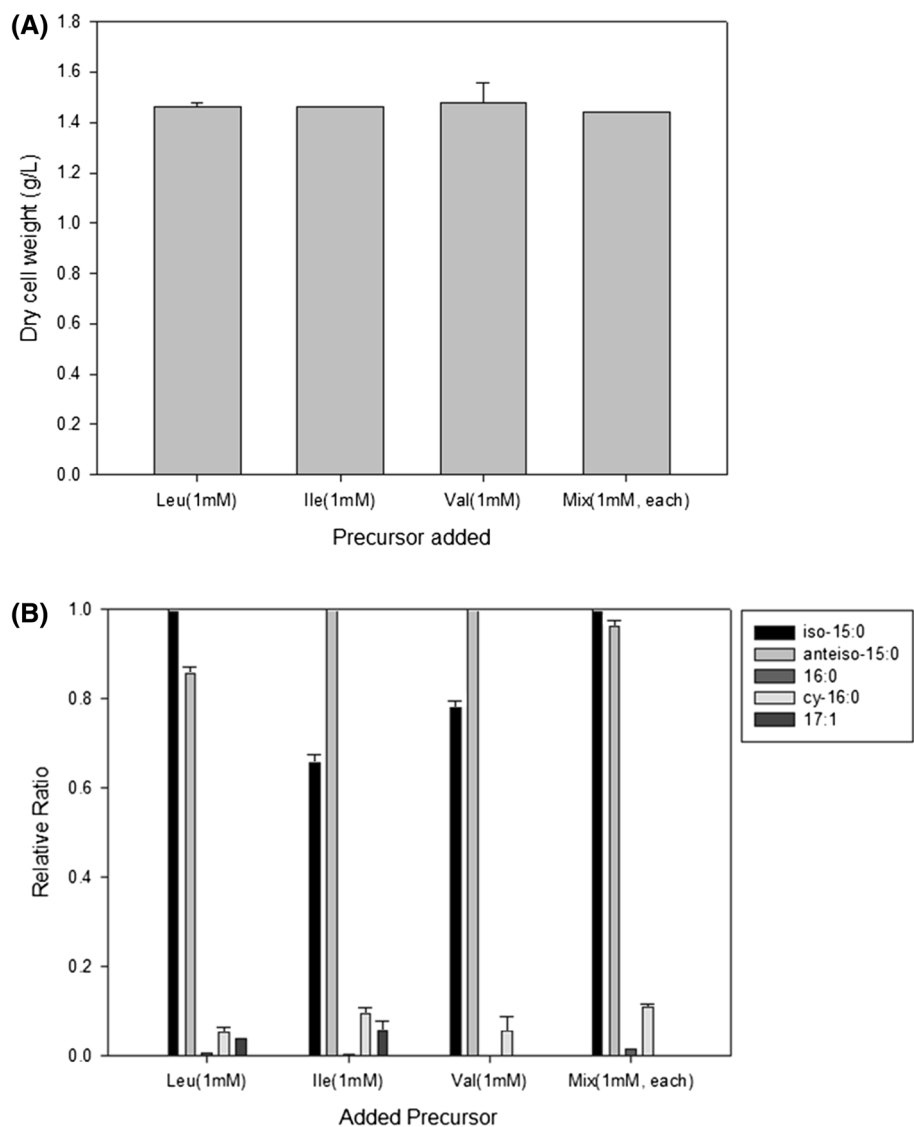 (A)
1.8
1.6
1.4
1.2
1.0
0.8
0.6
0.4
0.2
0.0
Dry cell weight (g/L)
Leu(1mM) Ile(1mM) Val(1mM) Mix(1mM, each)
Precursor added
(B)
1.0
0.8
0.6
0.4
0.2
0.0
Relative Ratio
iso-15:0
anteiso-15:0
16:0
cy-16:0
17:1
Leu(1mM) Ile(1mM) Val(1mM) Mix(1mM, each)
Added Precursor